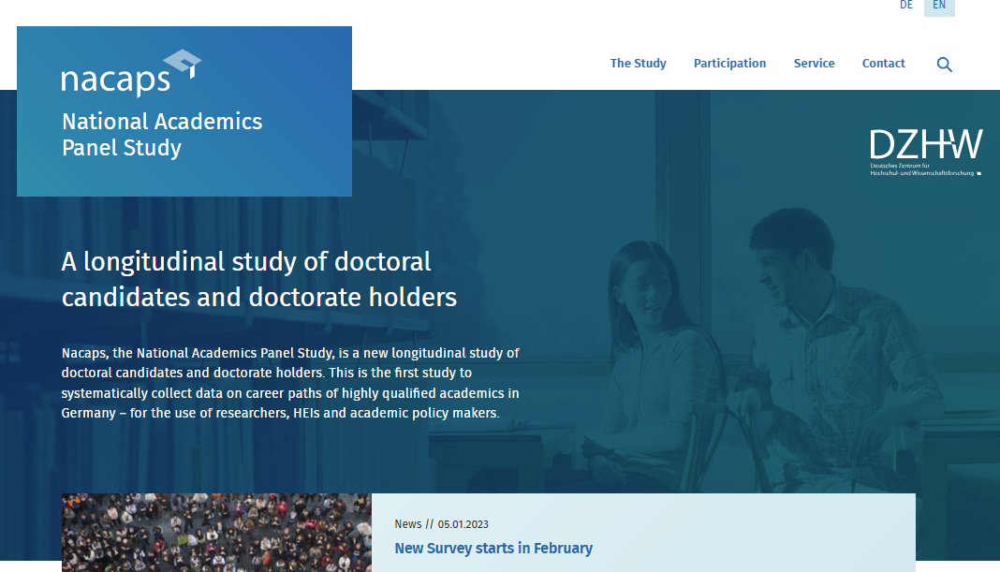 DE EN
nacaps
National Academics
Panel Study
The Study Participation Service Contact
DZHW
Deutsches Zentrum für
Hochschul- und Wissenschaftsforschung
A longitudinal study of doctoral
candidates and doctorate holders
Nacaps, the National Academics Panel Study, is a new longitudinal study of
doctoral candidates and doctorate holders. This is the first study to
systematically collect data on career paths of highly qualified academics in
Germany – for the use of researchers, HEIs and academic policy makers.
News // 05.01.2023
New Survey starts in February